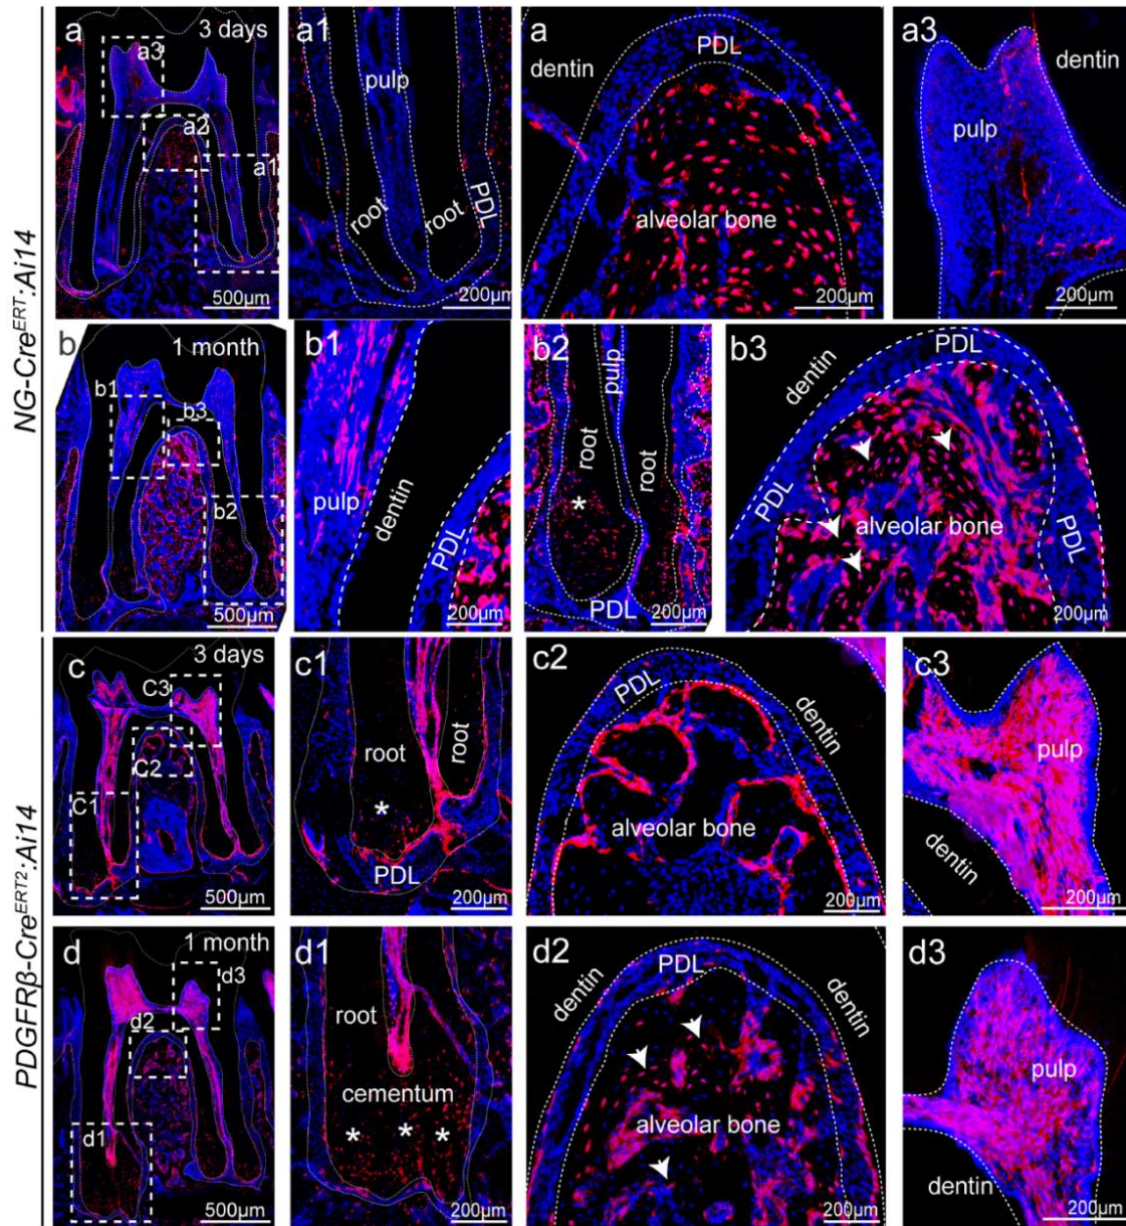 NG-Cre^ERT:Ai14
a
3 days
a3
a2
a1
500μm
a1
pulp
root
root
PDL
200μm
a
PDL
dentin
alveolar bone
200μm
a3
dentin
pulp
200μm
b
1 month
b1
b3
b2
500μm
b1
pulp
dentin
PDL
200μm
b2
pulp
root
root
*
PDL
200μm
b3
PDL
dentin
PDL
alveolar bone
PDL
200μm
PDGFRβ-Cre^ERT2:Ai14
c
3 days
C3
C2
C1
500μm
c1
root
root
*
PDL
200μm
c2
PDL
dentin
alveolar bone
200μm
c3
pulp
dentin
200μm
d
1 month
d3
d2
d1
500μm
d1
root
cementum
* * *
200μm
d2
PDL
dentin
dentin
alveolar bone
200μm
d3
pulp
dentin
200μm